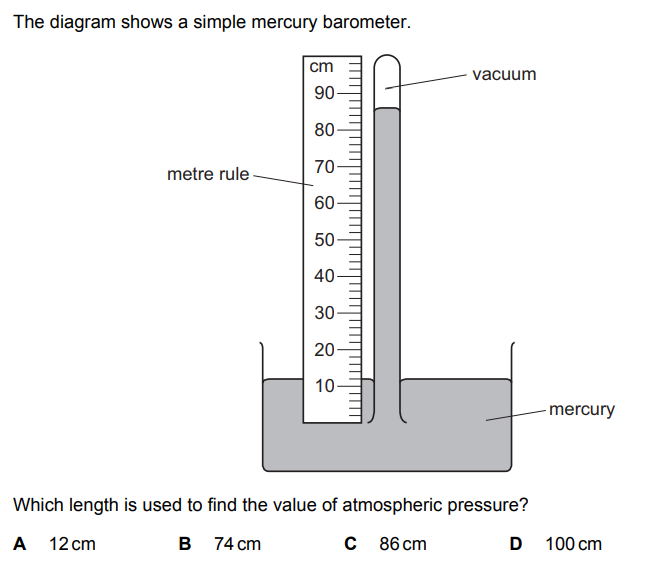 The diagram shows a simple mercury barometer.
cm
vacuum
90
80
70
metre rule
60
50
40
30
20
10
mercury
Which length is used to find the value of atmospheric pressure?
A 12 cm B 74 cm C 86 cm D 100 cm